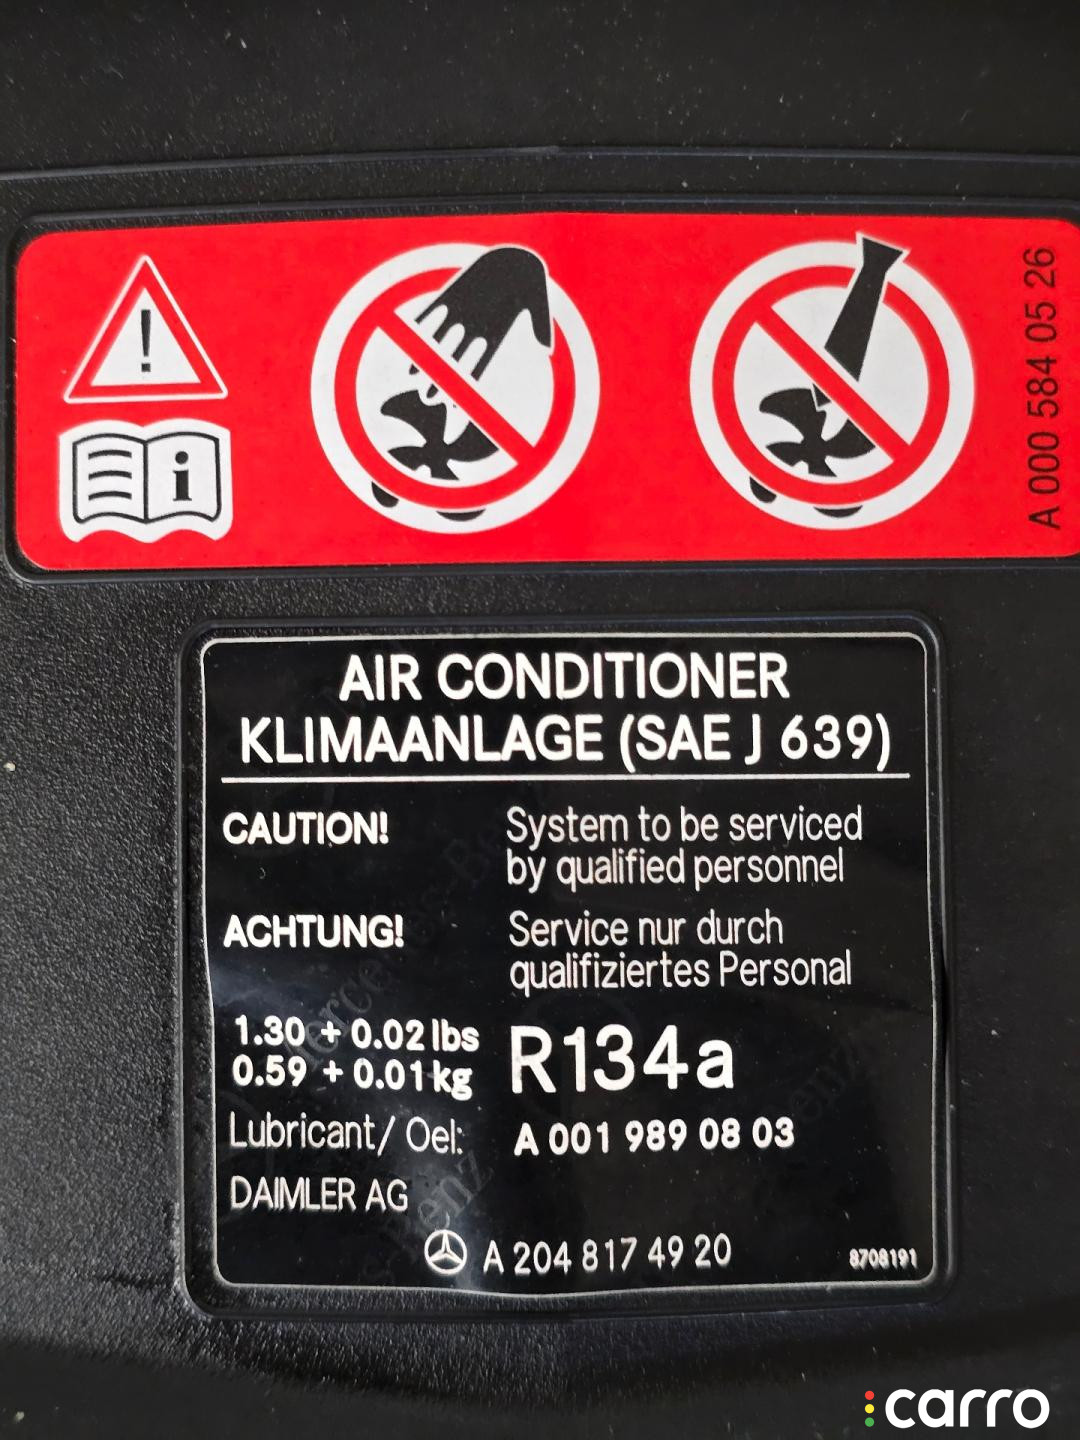 A 000 584 05 26
AIR CONDITIONER
KLIMAANLAGE (SAE J 639)
CAUTION! System to be serviced
by qualified personnel
ACHTUNG! Service nur durch
qualifiziertes Personal
1.30 + 0.02 lbs
0.59 + 0.01 kg
R134a
Lubricant/ Oel: A 001 989 08 03
DAIMLER AG
A 204 817 49 20
8708191
carro